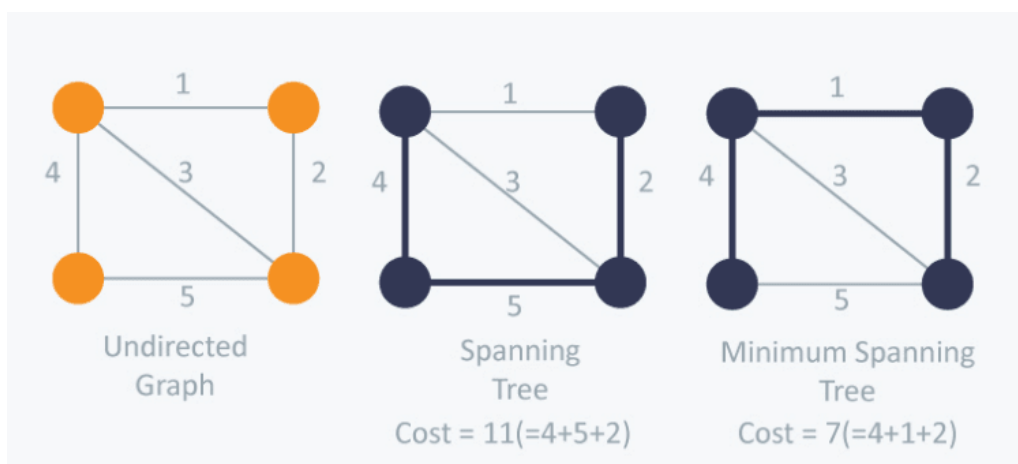 1
4
3
2
5
Undirected
Graph
1
4
3
2
5
Spanning
Tree
Cost = 11(=4+5+2)
1
4
3
2
5
Minimum Spanning
Tree
Cost = 7(=4+1+2)